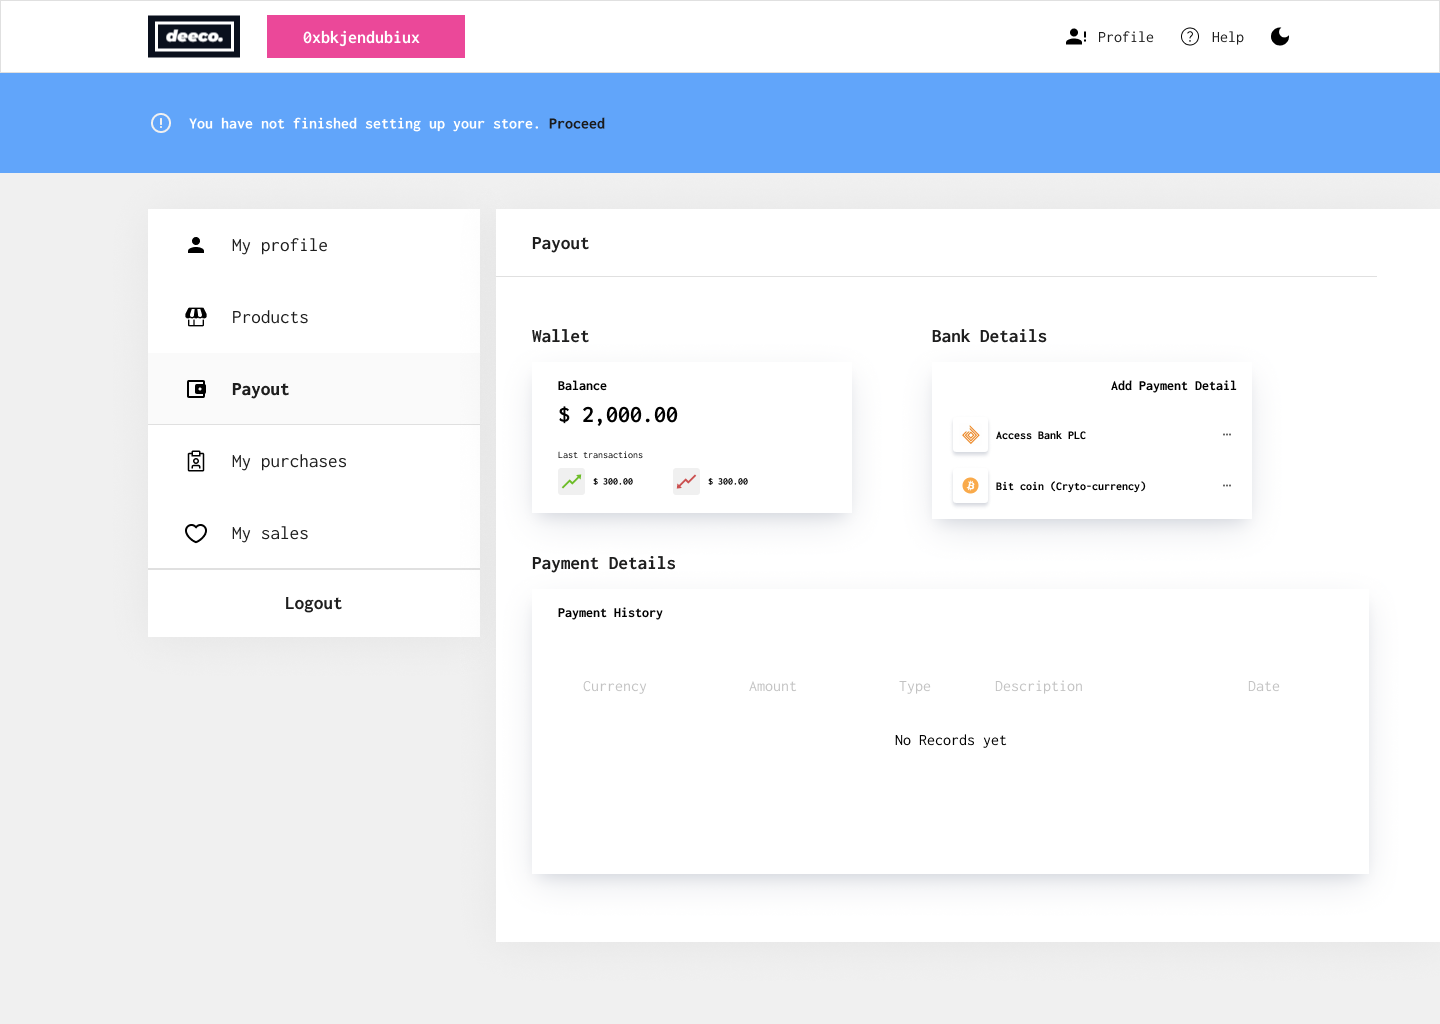 deeco.
0xbkjendubiux
Profile
Help
You have not finished setting up your store. Proceed
My profile
Products
Payout
My purchases
My sales
Logout
Payout
Wallet
Balance
$ 2,000.00
Last transactions
$ 300.00
$ 300.00
Bank Details
Add Payment Detail
Access Bank PLC
...
Bit coin (Cryto-currency)
...
Payment Details
Payment History
Currency Amount Type Description Date
No Records yet